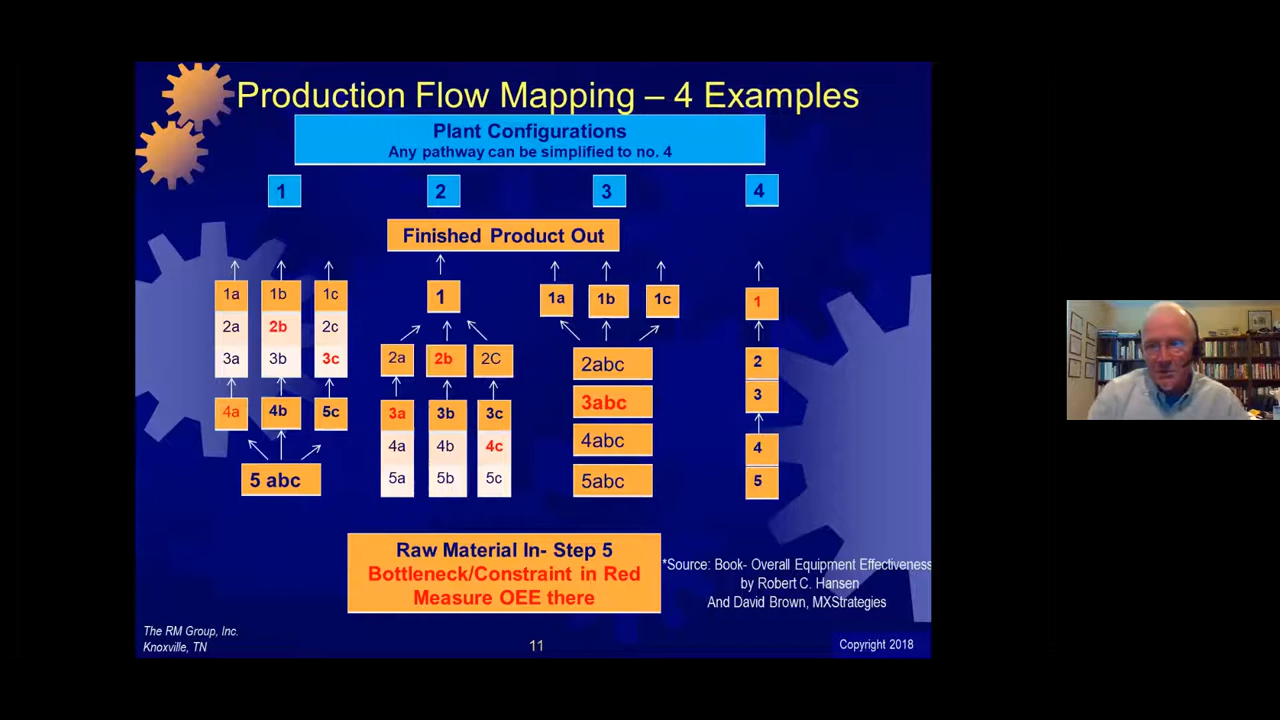 Production Flow Mapping – 4 Examples
Plant Configurations
Any pathway can be simplified to no. 4
1 2 3 4
Finished Product Out
1a 1b 1c
2a 2b 2c
3a 3b 3c
4a 4b 5c
5 abc
1
2a 2b 2C
3a 3b 3c
4a 4b 4c
5a 5b 5c
1a 1b 1c
2abc
3abc
4abc
5abc
1
2
3
4
5
Raw Material In- Step 5
Bottleneck/Constraint in Red
Measure OEE there
*Source: Book- Overall Equipment Effectiveness
by Robert C. Hansen
And David Brown, MXStrategies
The RM Group, Inc.
Knoxville, TN
11
Copyright 2018